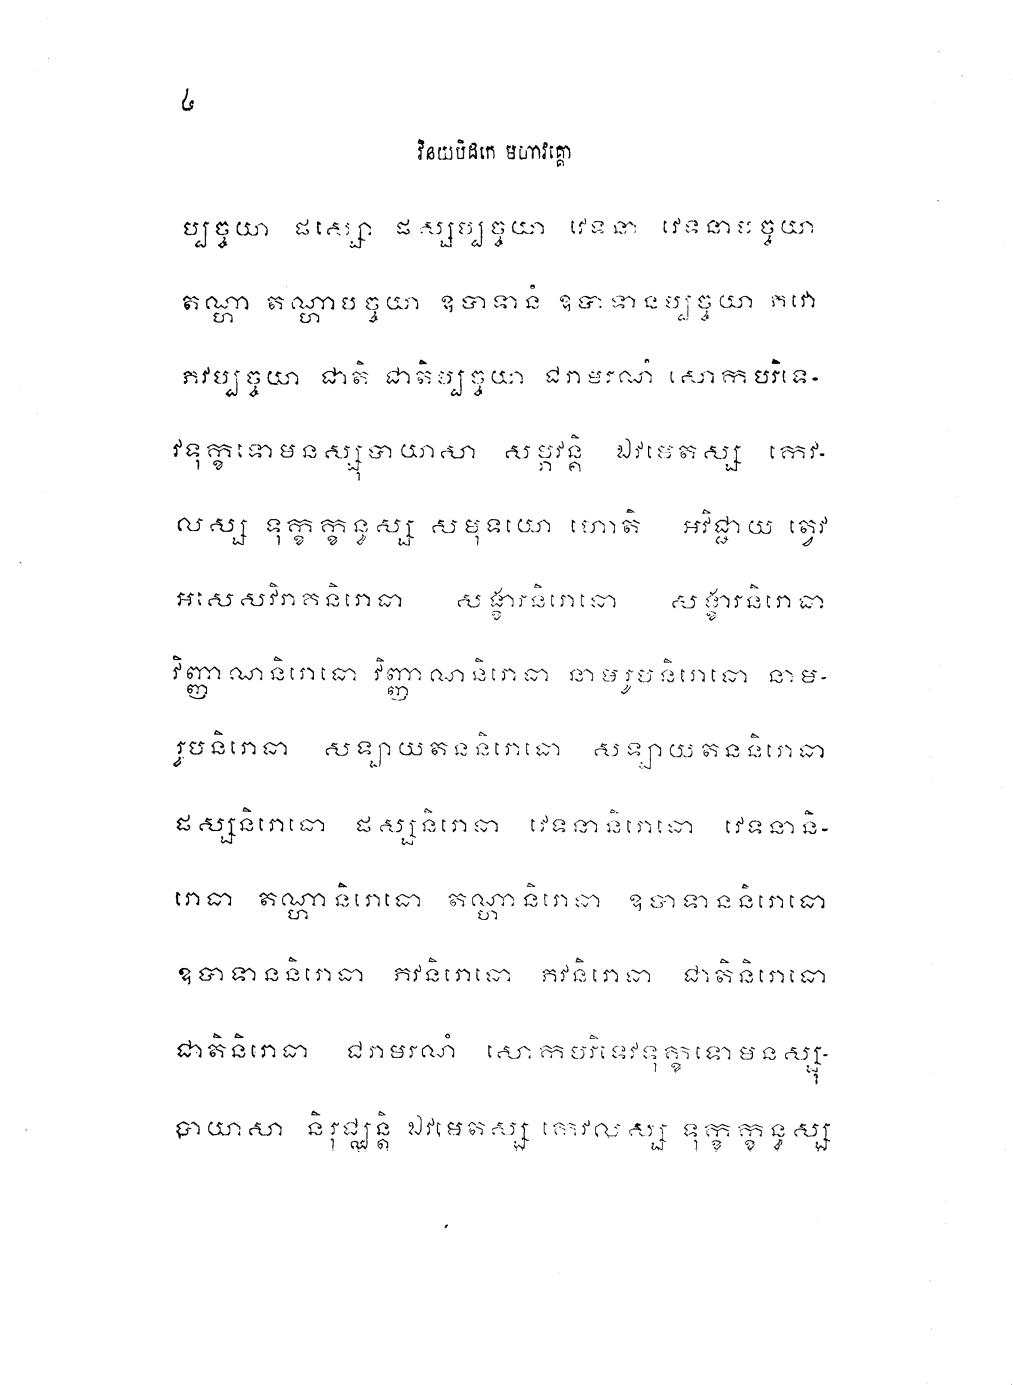 ៤
វិនយបិដកេ មហាវគ្គោ
ប្បច្ចយា ផស្សោ ផស្សប្បច្ចយា វេទនា វេទនាបច្ចយា
តណ្ហា តណ្ហាបច្ចយា ឧបាទានំ ឧបាទានប្បច្ចយា ភវោ
ភវប្បច្ចយា ជាតិ ជាតិប្បច្ចយា ជរាមរណំ សោកបរិទេ-
វទុក្ខទោមនស្សុបាយាសា សម្ភវន្តិ ឯវមេតស្ស កេវ-
លស្ស ទុក្ខក្ខន្ធស្ស សមុទយោ ហោតិ អវិជ្ជាយ ត្វេវ
អសេសវិរាគនិរោធា សង្ខារនិរោធោ សង្ខារនិរោធា
វិញ្ញាណនិរោធោ វិញ្ញាណនិរោធា នាមរូបនិរោធោ នាម-
រូបនិរោធា សឡាយតននិរោធោ សឡាយតននិរោធា
ផស្សនិរោធោ ផស្សនិរោធា វេទនានិរោធោ វេទនានិ-
រោធា តណ្ហានិរោធោ តណ្ហានិរោធា ឧបាទាននិរោធោ
ឧបាទាននិរោធា ភវនិរោធោ ភវនិរោធា ជាតិនិរោធោ
ជាតិនិរោធា ជរាមរណំ សោកបរិទេវទុក្ខទោមនស្សុ-
បាយាសា និរុជ្ឈន្តិ ឯវមេតស្ស កេវលស្ស ទុក្ខក្ខន្ធស្ស